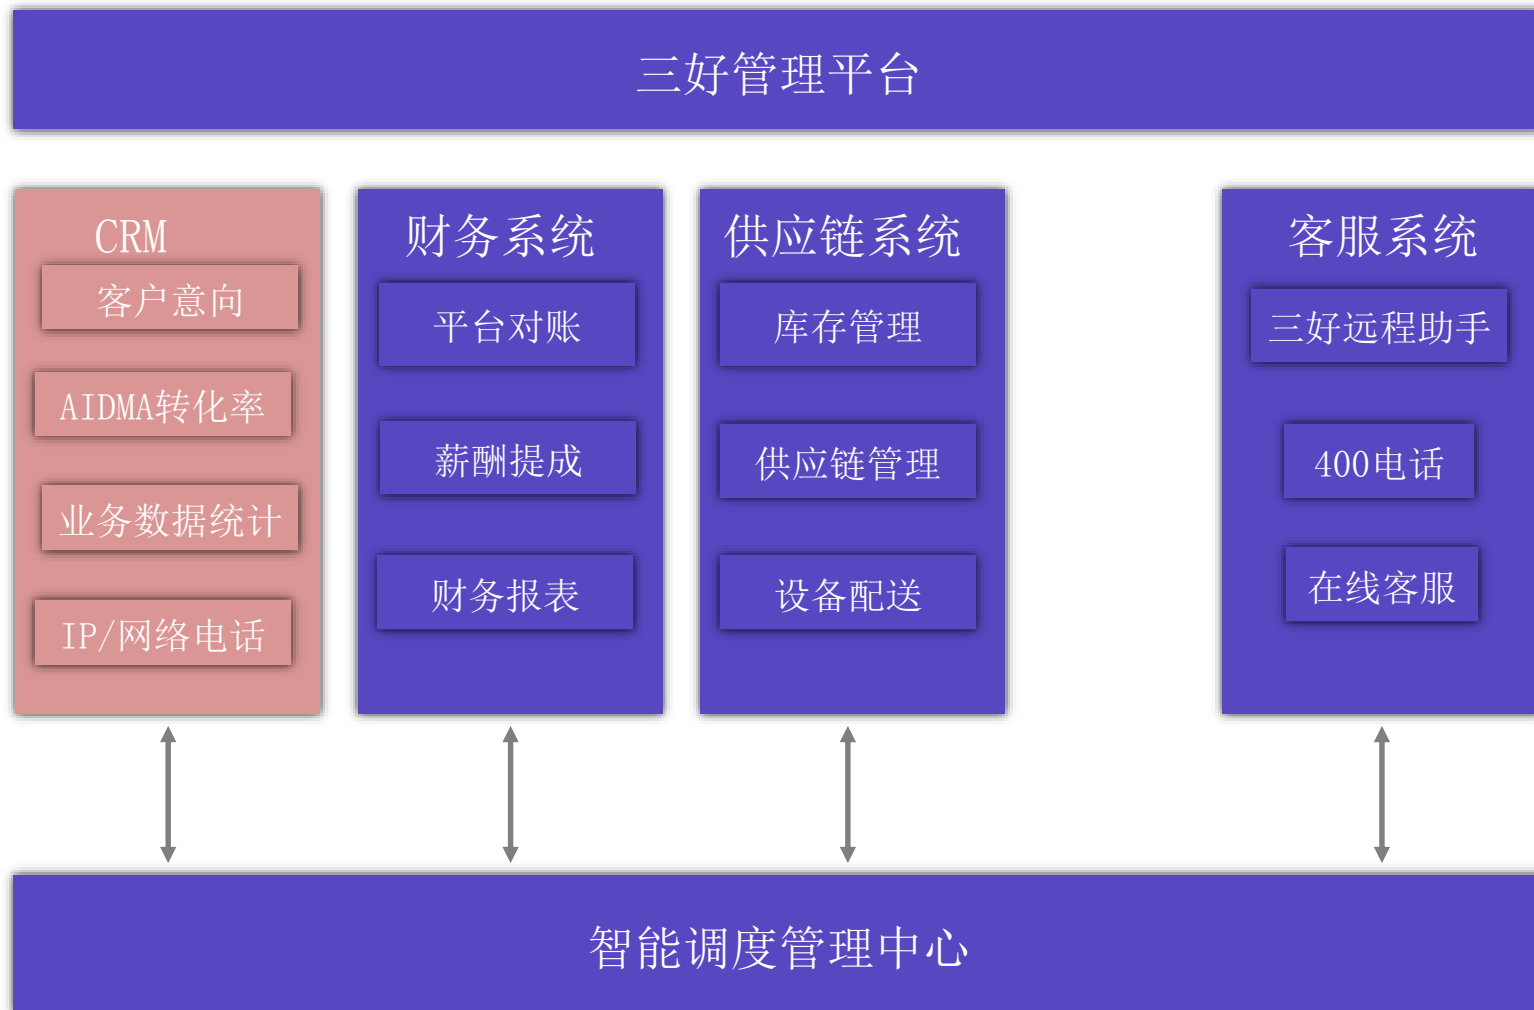 三好管理平台
CRM
客户意向
AIDMA转化率
业务数据统计
IP/网络电话
财务系统
平台对账
薪酬提成
财务报表
供应链系统
库存管理
供应链管理
设备配送
客服系统
三好远程助手
400电话
在线客服
智能调度管理中心